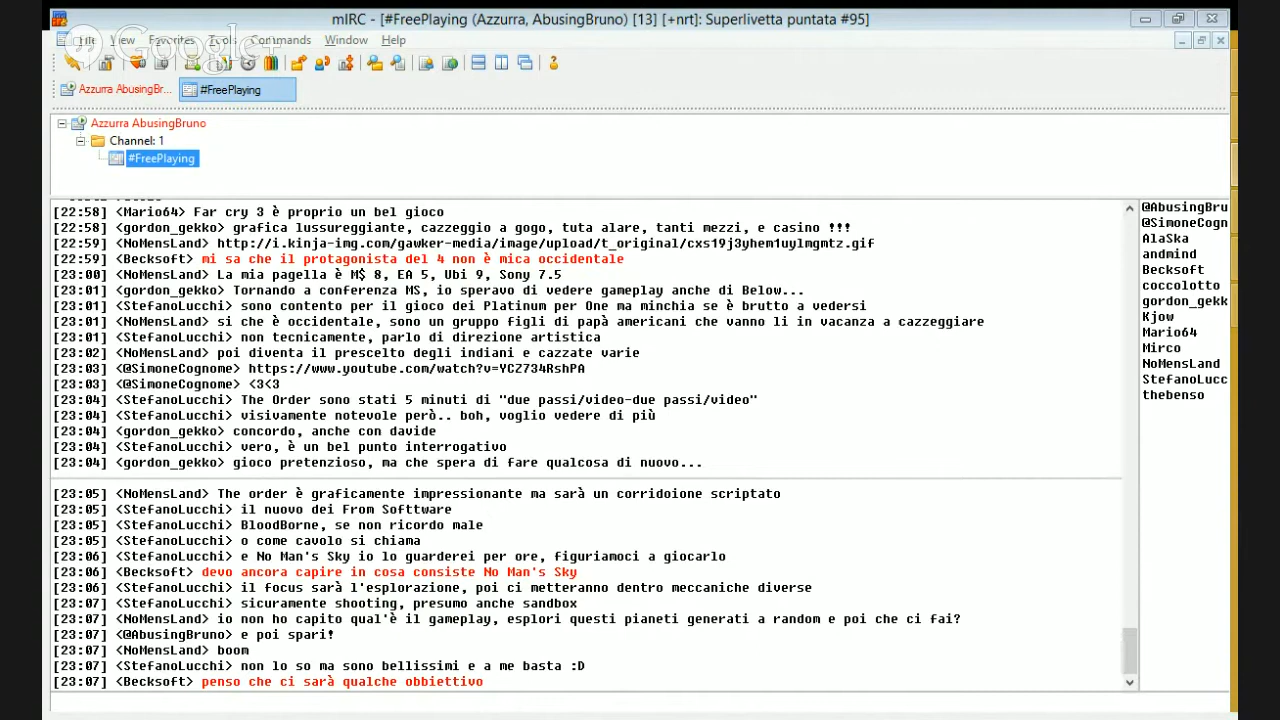 mIRC - [#FreePlaying (Azzurra, AbusingBruno) [13] [+nrt]: Superlivetta puntata #95]
File View Favorites Tools Commands Window Help
Googler
Azzurra AbusingBr... #FreePlaying
Azzurra AbusingBruno
Channel: 1
#FreePlaying
[22:58] <Mario64> Far cry 3 è proprio un bel gioco
[22:58] <gordon_gekko> grafica lussureggiante, cazzeggio a gogo, tuta alare, tanti mezzi, e casino !!!
[22:59] <NoMensLand> http://i.kinja-img.com/gawker-media/image/upload/t_original/cxs19j3yhem1uylmgmtz.gif
[22:59] <Becksoft> mi sa che il protagonista del 4 non è mica occidentale
[23:00] <NoMensLand> La mia pagella è M$ 8, EA 5, Ubi 9, Sony 7.5
[23:01] <gordon_gekko> Tornando a conferenza MS, io speravo di vedere gameplay anche di Below...
[23:01] <StefanoLucchi> sono contento per il gioco dei Platinum per One ma minchia se è brutto a vedersi
[23:01] <NoMensLand> si che è occidentale, sono un gruppo figli di papà americani che vanno li in vacanza a cazzeggiare
[23:01] <StefanoLucchi> non tecnicamente, parlo di direzione artistica
[23:02] <NoMensLand> poi diventa il prescelto degli indiani e cazzate varie
[23:03] <@SimoneCognome> https://www.youtube.com/watch?v=YCZ734RshPA
[23:03] <@SimoneCognome> <3<3
[23:04] <StefanoLucchi> The Order sono stati 5 minuti di "due passi/video-due passi/video"
[23:04] <StefanoLucchi> visivamente notevole però.. boh, voglio vedere di più
[23:04] <gordon_gekko> concordo, anche con davide
[23:04] <StefanoLucchi> vero, è un bel punto interrogativo
[23:04] <gordon_gekko> gioco pretenzioso, ma che spera di fare qualcosa di nuovo...
[23:05] <NoMensLand> The order è graficamente impressionante ma sarà un corridoione scriptato
[23:05] <StefanoLucchi> il nuovo dei From Softtware
[23:05] <StefanoLucchi> BloodBorne, se non ricordo male
[23:05] <StefanoLucchi> o come cavolo si chiama
[23:06] <StefanoLucchi> e No Man's Sky io lo guarderei per ore, figuriamoci a giocarlo
[23:06] <Becksoft> devo ancora capire in cosa consiste No Man's Sky
[23:06] <StefanoLucchi> il focus sarà l'esplorazione, poi ci metteranno dentro meccaniche diverse
[23:07] <StefanoLucchi> sicuramente shooting, presumo anche sandbox
[23:07] <NoMensLand> io non ho capito qual'è il gameplay, esplori questi pianeti generati a random e poi che ci fai?
[23:07] <@AbusingBruno> e poi spari!
[23:07] <NoMensLand> boom
[23:07] <StefanoLucchi> non lo so ma sono bellissimi e a me basta :D
[23:07] <Becksoft> penso che ci sarà qualche obbiettivo
@AbusingBru
@SimoneCogn
AlaSka
andmind
Becksoft
coccolotto
gordon_gekk
Kjow
Mario64
Mirco
NoMensLand
StefanoLucc
thebenso